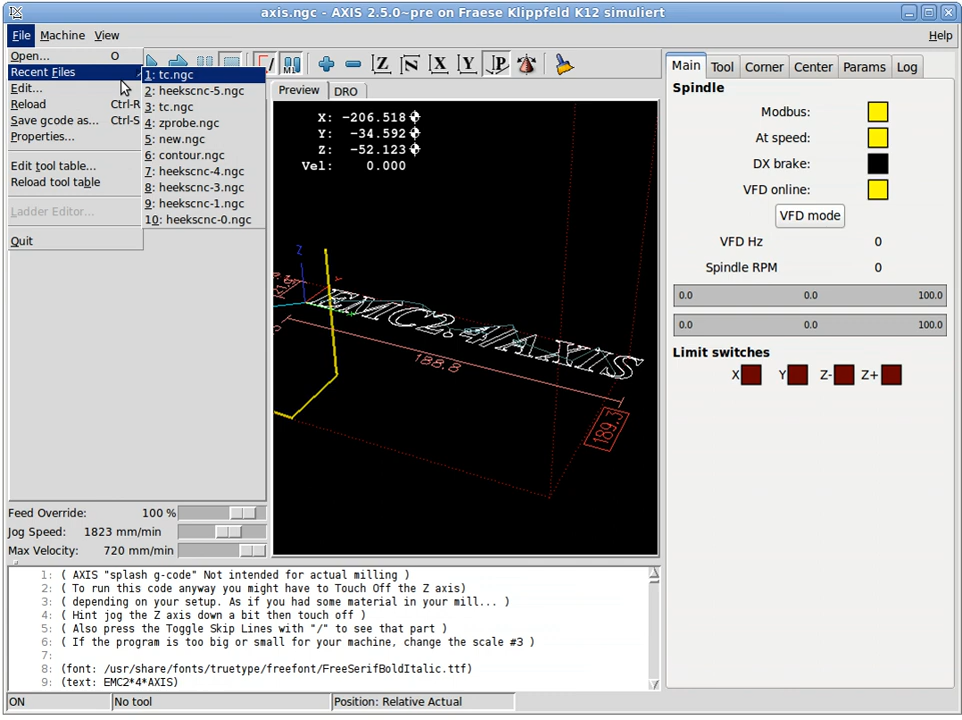 axis.ngc - AXIS 2.5.0~pre on Fraese Klippfeld K12 simuliert
File Machine View Help
Open... O
Recent Files
Edit...
Reload Ctrl-R
Save gcode as... Ctrl-S
Properties...
Edit tool table...
Reload tool table
Ladder Editor...
Quit
1: tc.ngc
2: heekscnc-5.ngc
3: tc.ngc
4: zprobe.ngc
5: new.ngc
6: contour.ngc
7: heekscnc-4.ngc
8: heekscnc-3.ngc
9: heekscnc-1.ngc
10: heekscnc-0.ngc
M1 Z N X Y P
Preview DRO
X: -206.518
Y: -34.592
Z: -52.123
Vel: 0.000
Z
Y
EMC2*4*AXIS
188.8
189.3
Feed Override: 100 %
Jog Speed: 1823 mm/min
Max Velocity: 720 mm/min
Main Tool Corner Center Params Log
Spindle
Modbus:
At speed:
DX brake:
VFD online:
VFD mode
VFD Hz 0
Spindle RPM 0
0.0 0.0 100.0
0.0 0.0 100.0
Limit switches
X Y Z- Z+
1: ( AXIS "splash g-code" Not intended for actual milling )
2: ( To run this code anyway you might have to Touch Off the Z axis)
3: ( depending on your setup. As if you had some material in your mill... )
4: ( Hint jog the Z axis down a bit then touch off )
5: ( Also press the Toggle Skip Lines with "/" to see that part )
6: ( If the program is too big or small for your machine, change the scale #3 )
7:
8: (font: /usr/share/fonts/truetype/freefont/FreeSerifBoldItalic.ttf)
9: (text: EMC2*4*AXIS)
ON No tool Position: Relative Actual